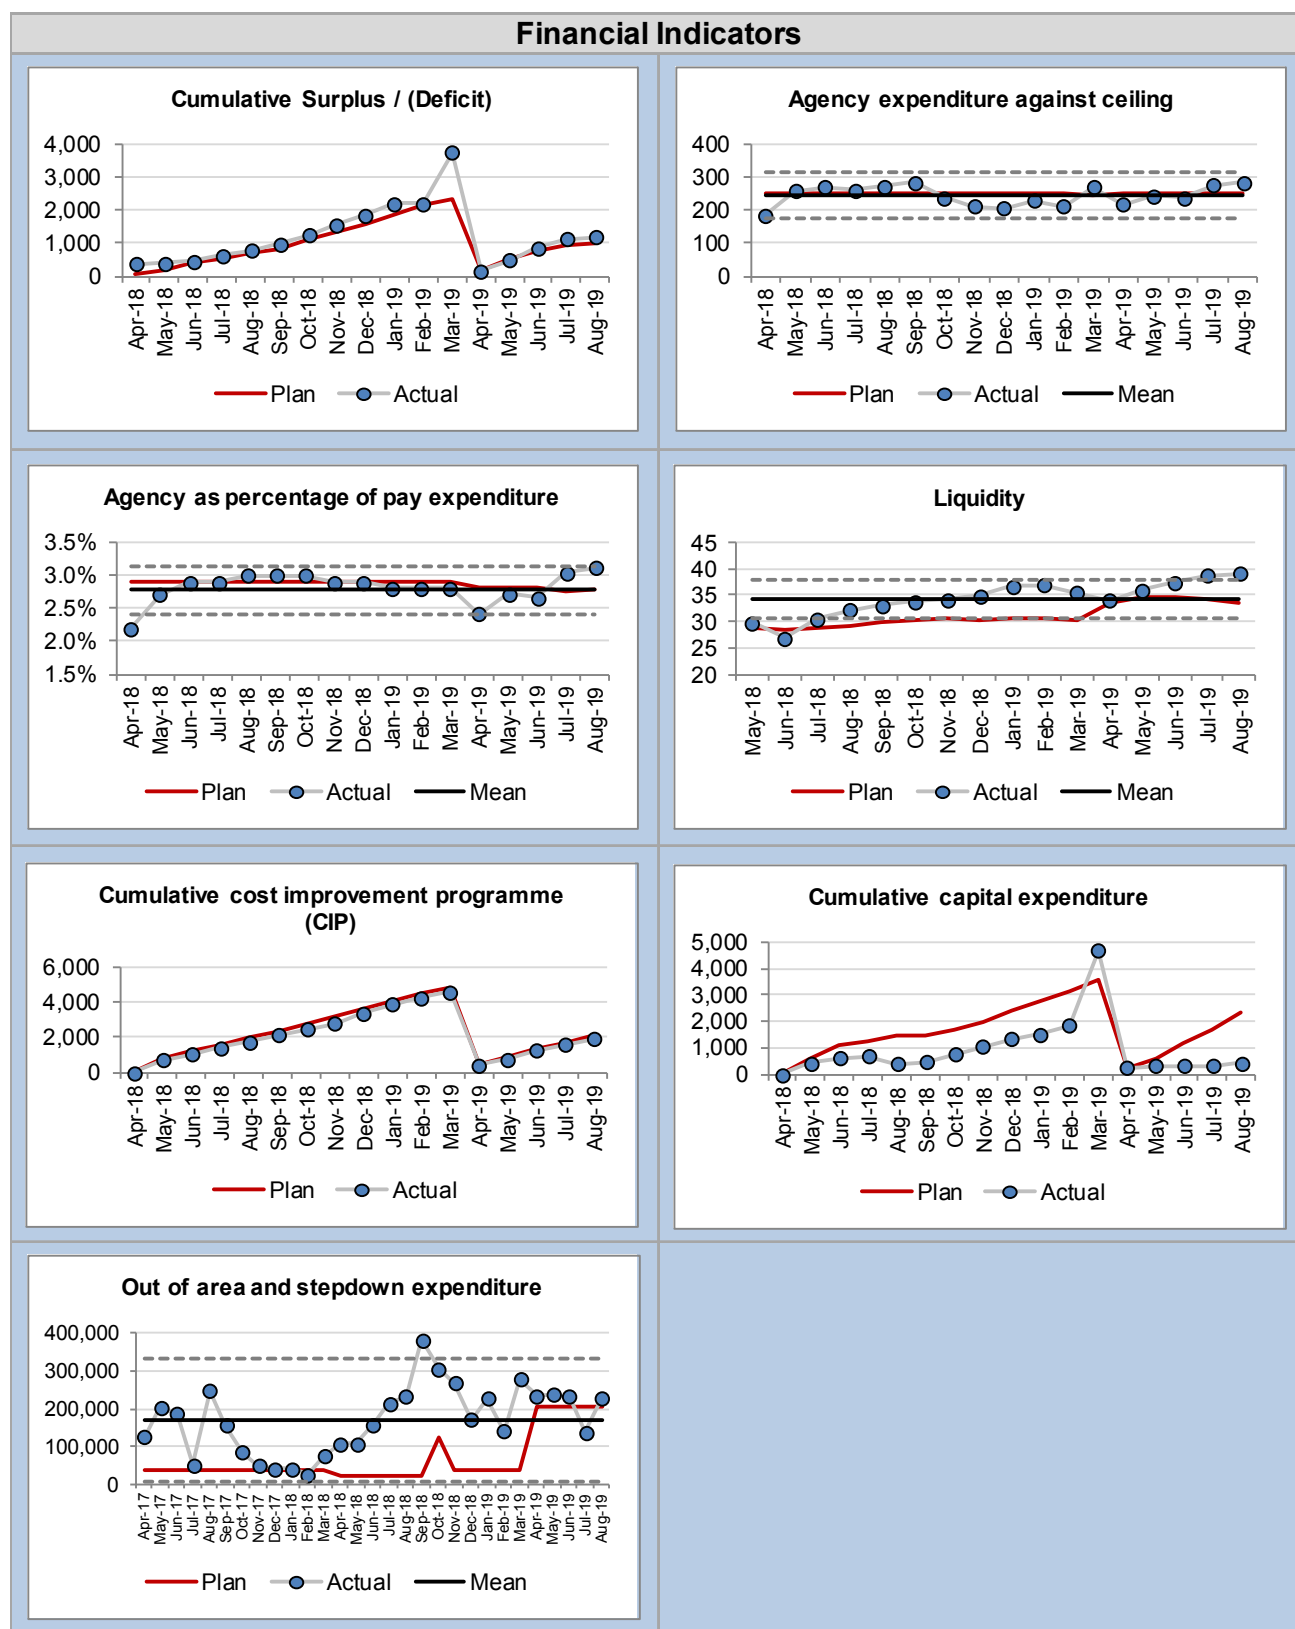 Financial Indicators
Cumulative Surplus / (Deficit)
4,000
3,000
2,000
1,000
0
Apr-18 May-18 Jun-18 Jul-18 Aug-18 Sep-18 Oct-18 Nov-18 Dec-18 Jan-19 Feb-19 Mar-19 Apr-19 May-19 Jun-19 Jul-19 Aug-19
Plan Actual
Agency expenditure against ceiling
400
300
200
100
0
Apr-18 May-18 Jun-18 Jul-18 Aug-18 Sep-18 Oct-18 Nov-18 Dec-18 Jan-19 Feb-19 Mar-19 Apr-19 May-19 Jun-19 Jul-19 Aug-19
Plan Actual Mean
Agency as percentage of pay expenditure
3.5%
3.0%
2.5%
2.0%
1.5%
Apr-18 May-18 Jun-18 Jul-18 Aug-18 Sep-18 Oct-18 Nov-18 Dec-18 Jan-19 Feb-19 Mar-19 Apr-19 May-19 Jun-19 Jul-19 Aug-19
Plan Actual Mean
Liquidity
45
40
35
30
25
20
May-18 Jun-18 Jul-18 Aug-18 Sep-18 Oct-18 Nov-18 Dec-18 Jan-19 Feb-19 Mar-19 Apr-19 May-19 Jun-19 Jul-19 Aug-19
Plan Actual Mean
Cumulative cost improvement programme
(CIP)
6,000
4,000
2,000
0
Apr-18 May-18 Jun-18 Jul-18 Aug-18 Sep-18 Oct-18 Nov-18 Dec-18 Jan-19 Feb-19 Mar-19 Apr-19 May-19 Jun-19 Jul-19 Aug-19
Plan Actual
Cumulative capital expenditure
5,000
4,000
3,000
2,000
1,000
0
Apr-18 May-18 Jun-18 Jul-18 Aug-18 Sep-18 Oct-18 Nov-18 Dec-18 Jan-19 Feb-19 Mar-19 Apr-19 May-19 Jun-19 Jul-19 Aug-19
Plan Actual
Out of area and stepdown expenditure
400,000
300,000
200,000
100,000
0
Apr-17 May-17 Jun-17 Jul-17 Aug-17 Sep-17 Oct-17 Nov-17 Dec-17 Jan-18 Feb-18 Mar-18 Apr-18 May-18 Jun-18 Jul-18 Aug-18 Sep-18 Oct-18 Nov-18 Dec-18 Jan-19 Feb-19 Mar-19 Apr-19 May-19 Jun-19 Jul-19 Aug-19
Plan Actual Mean